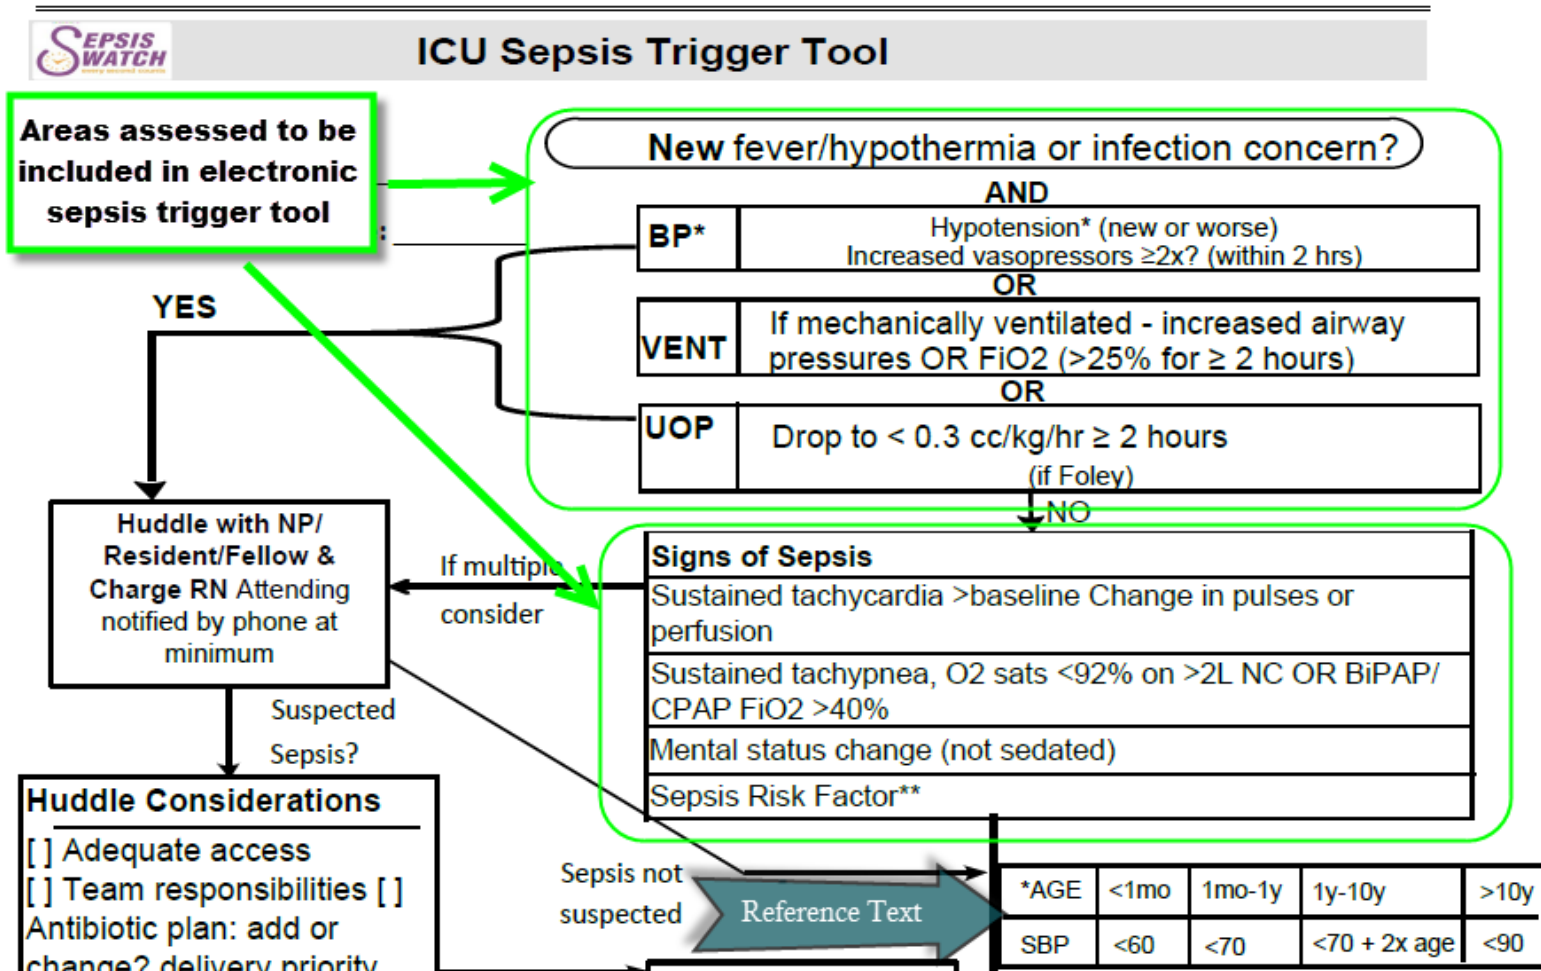 SEPSIS
WATCH
every second counts
ICU Sepsis Trigger Tool
Areas assessed to be
included in electronic
sepsis trigger tool
:
New fever/hypothermia or infection concern?
AND
BP*
Hypotension* (new or worse)
Increased vasopressors ≥2x? (within 2 hrs)
OR
VENT
If mechanically ventilated - increased airway
pressures OR FiO2 (>25% for ≥ 2 hours)
OR
UOP
Drop to < 0.3 cc/kg/hr ≥ 2 hours
(if Foley)
YES
NO
Huddle with NP/
Resident/Fellow &
Charge RN Attending
notified by phone at
minimum
If multiple
consider
Signs of Sepsis
Sustained tachycardia >baseline Change in pulses or
perfusion
Sustained tachypnea, O2 sats <92% on >2L NC OR BiPAP/
CPAP FiO2 >40%
Mental status change (not sedated)
Sepsis Risk Factor**
Suspected
Sepsis?
Huddle Considerations
[ ] Adequate access
[ ] Team responsibilities [ ]
Antibiotic plan: add or
change? delivery priority
Sepsis not
suspected
Reference Text
*AGE <1mo 1mo-1y 1y-10y >10y
SBP <60 <70 <70 + 2x age <90